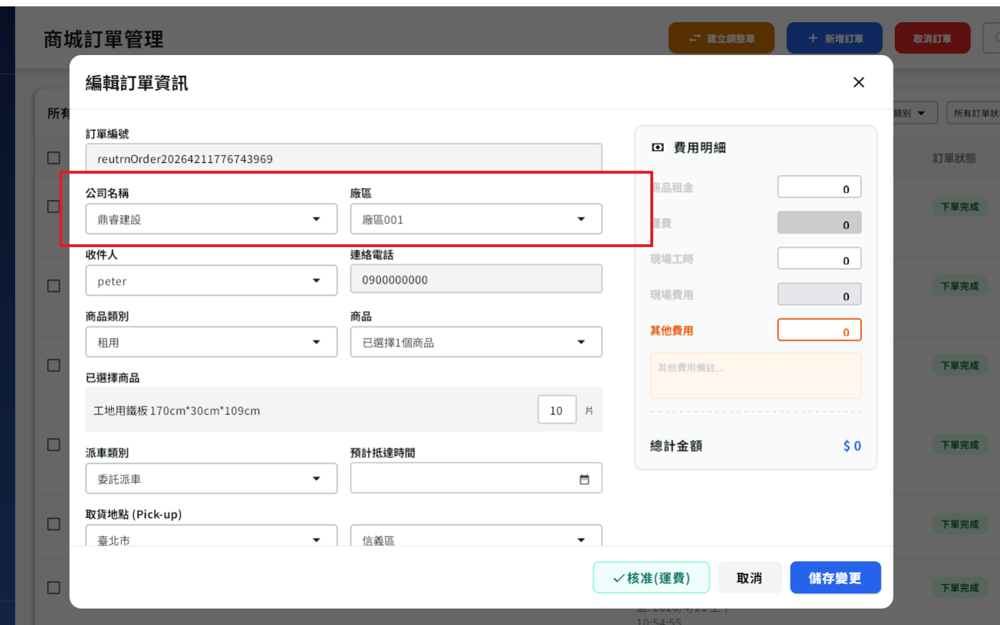 商城訂單管理
建立調整單
新增訂單
取消訂單
編輯訂單資訊
所有
類別
所有訂單狀
訂單編號
reutrnOrder20264211776743969
訂單狀態
公司名稱
廠區
鼎睿建設
廠區001
收件人
連絡電話
peter
0900000000
商品類別
商品
租用
已選擇1個商品
已選擇商品
工地用鐵板 170cm*30cm*109cm
10
片
派車類別
預計抵達時間
委託派車
取貨地點 (Pick-up)
臺北市
信義區
費用明細
商品租金
0
運費
0
現場工時
0
現場費用
0
其他費用
0
其他費用備註...
總計金額
$ 0
下單完成
下單完成
下單完成
下單完成
下單完成
下單完成
核准(運費)
取消
儲存變更
10:54:55